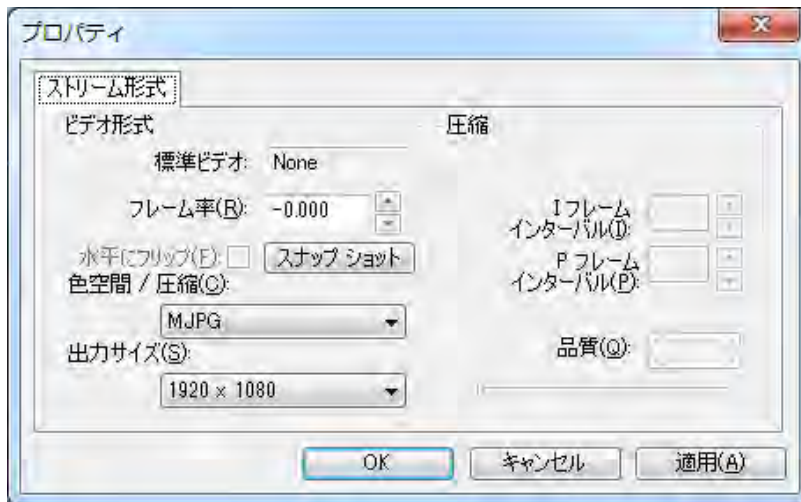 プロパティ
ストリーム形式
ビデオ形式
標準ビデオ: None
フレーム率(R): -0.000
水平にフリップ(F):
スナップ ショット
色空間 / 圧縮(C):
MJPG
出力サイズ(S):
1920 x 1080
圧縮
I フレーム
インターバル(I):
P フレーム
インターバル(P):
品質(Q):
OK
キャンセル
適用(A)